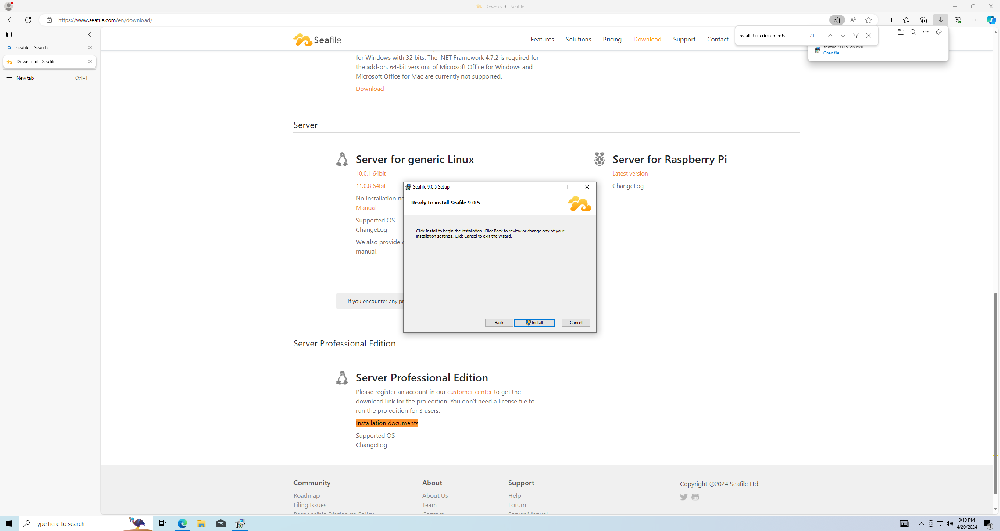 Download - Seafile
https://www.seafile.com/en/download/
seafile - Search
Download - Seafile
New tab
Ctrl+T
Seafile
Features
Solutions
Pricing
Download
Support
Contact
installation documents
1/1
seafile-9.0.5-en.msi
Open file
for Windows with 32 bits. The .NET Framework 4.7.2 is required for
the add-on. 64-bit versions of Microsoft Office for Windows and
Microsoft Office for Mac are currently not supported.
Download
Server
Server for generic Linux
10.0.1 64bit
11.0.8 64bit
No installation ne
Manual
Supported OS
ChangeLog
We also provide
manual.
If you encounter any pr
Server for Raspberry Pi
Latest version
ChangeLog
Seafile 9.0.5 Setup
Ready to install Seafile 9.0.5
Click Install to begin the installation. Click Back to review or change any of your
installation settings. Click Cancel to exit the wizard.
Back
Install
Cancel
Server Professional Edition
Server Professional Edition
Please register an account in our customer center to get the
download link for the pro edition. You don't need a license file to
run the pro edition for 3 users.
Installation documents
Supported OS
ChangeLog
Community
Roadmap
Filing Issues
Responsible Disclosure Policy
About
About Us
Team
Contact
Support
Help
Forum
Server Manual
Copyright ©2024 Seafile Ltd.
Type here to search
9:10 PM
4/20/2024
1